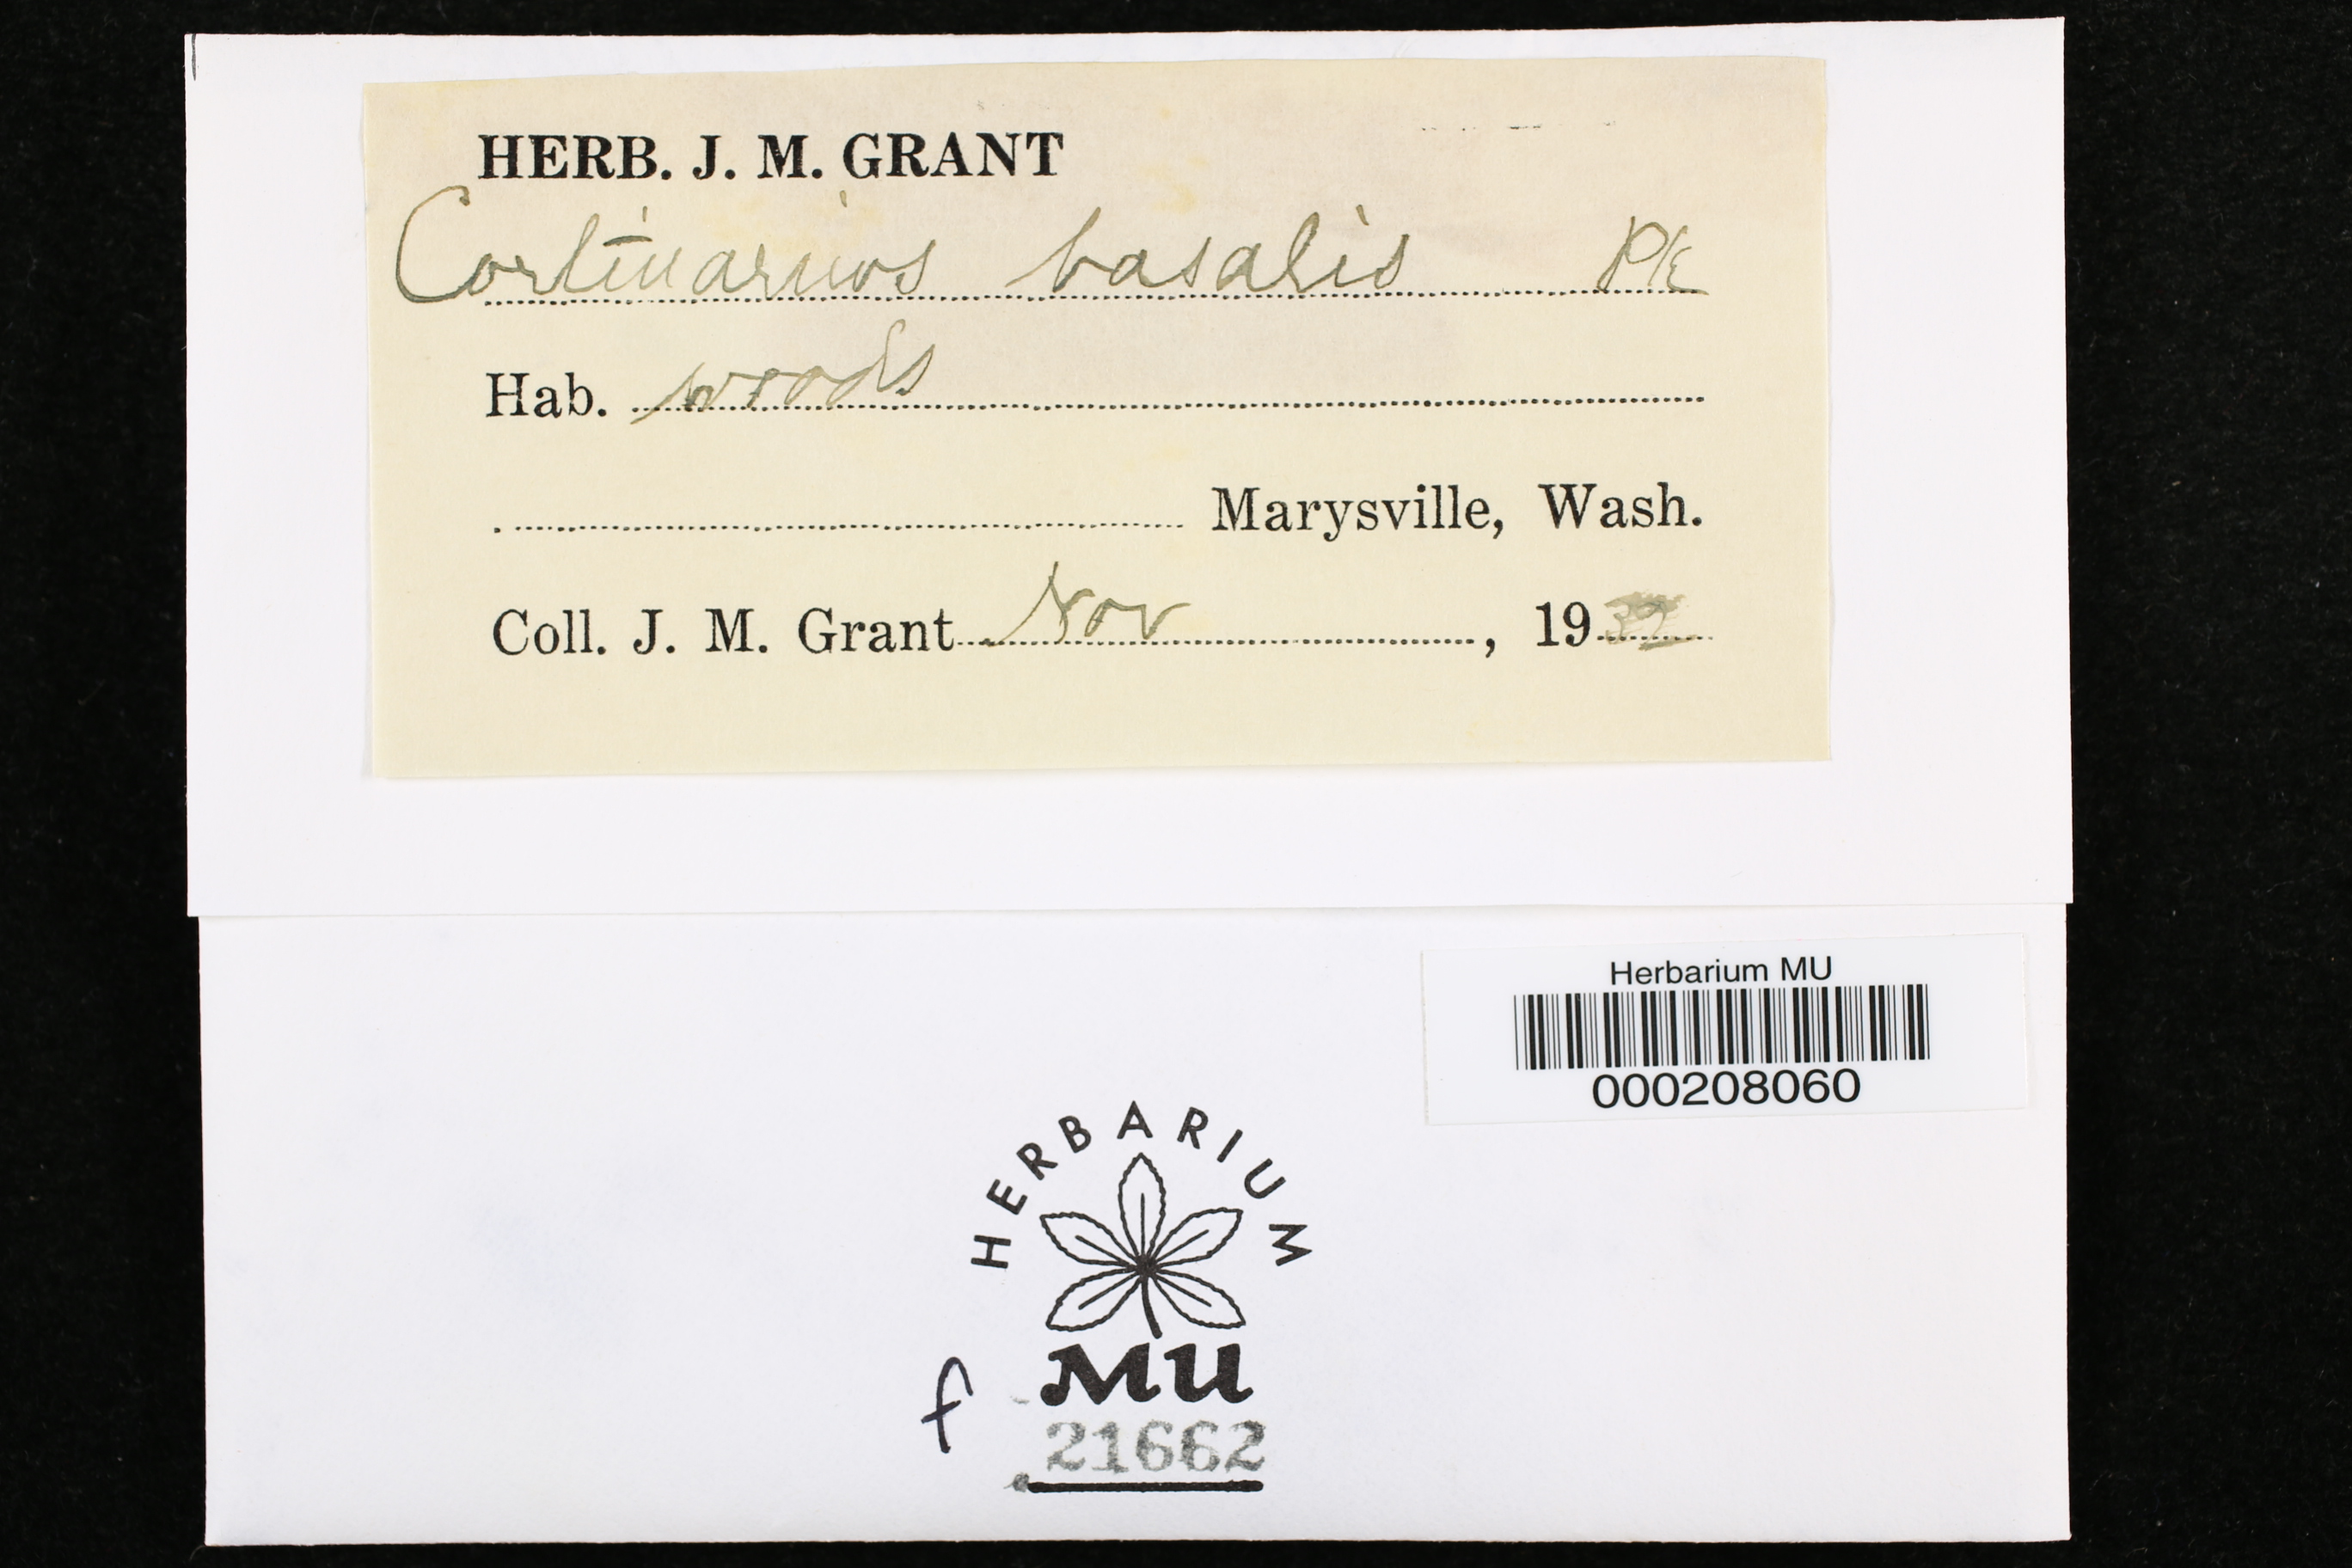 HERB. J. M. GRANT
Cortinarius basalis Pk
Hab. woods
Marysville, Wash.
Coll. J. M. Grant Nov, 19
Herbarium MU
000208060
HERBARIUM
MU
f 21662